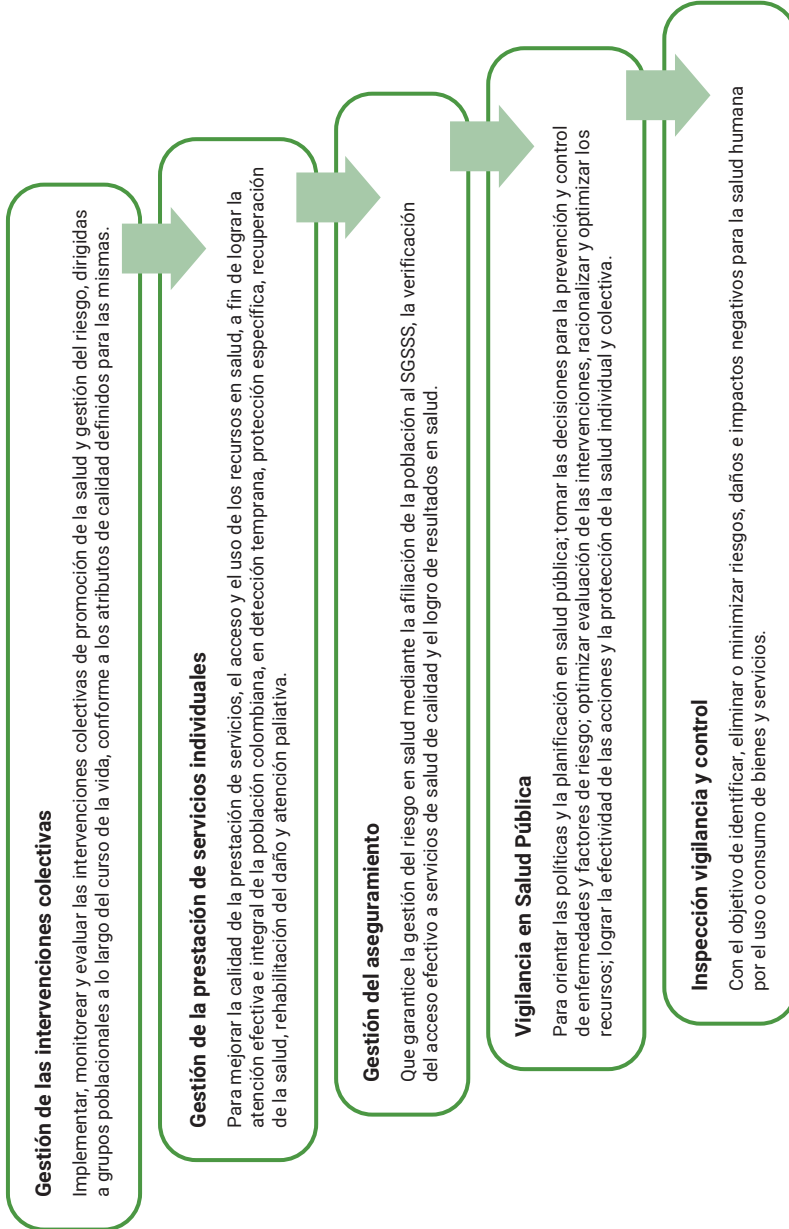 Gestión de las intervenciones colectivas
Implementar, monitorear y evaluar las intervenciones colectivas de promoción de la salud y gestión del riesgo, dirigidas
a grupos poblacionales a lo largo del curso de la vida, conforme a los atributos de calidad definidos para las mismas.
Gestión de la prestación de servicios individuales
Para mejorar la calidad de la prestación de servicios, el acceso y el uso de los recursos en salud, a fin de lograr la
atención efectiva e integral de la población colombiana, en detección temprana, protección específica, recuperación
de la salud, rehabilitación del daño y atención paliativa.
Gestión del aseguramiento
Que garantice la gestión del riesgo en salud mediante la afiliación de la población al SGSSS, la verificación
del acceso efectivo a servicios de salud de calidad y el logro de resultados en salud.
Vigilancia en Salud Pública
Para orientar las políticas y la planificación en salud pública; tomar las decisiones para la prevención y control
de enfermedades y factores de riesgo; optimizar evaluación de las intervenciones, racionalizar y optimizar los
recursos; lograr la efectividad de las acciones y la protección de la salud individual y colectiva.
Inspección vigilancia y control
Con el objetivo de identificar, eliminar o minimizar riesgos, daños e impactos negativos para la salud humana
por el uso o consumo de bienes y servicios.